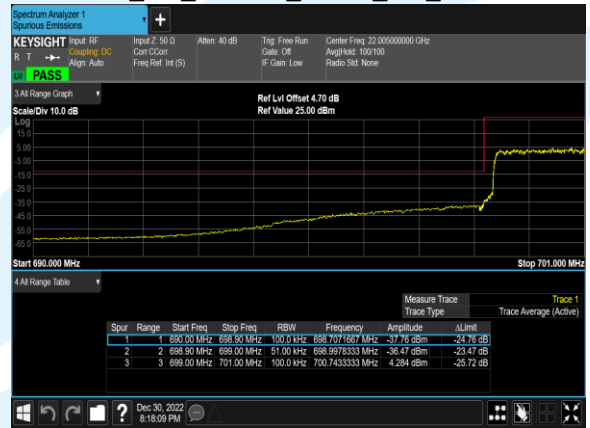 Spectrum Analyzer 1
Spurious Emissions
KEYSIGHT Input: RF Input Z: 50 Ω Atten: 40 dB Trig: Free Run Center Freq: 22.005000000 GHz
R T Coupling: DC Corr CCorr Gate: Off Avg|Hold: 100/100
Align: Auto Freq Ref: Int (S) IF Gain: Low Radio Std: None
PASS
3 All Range Graph
Ref Lvl Offset 4.70 dB
Scale/Div 10.0 dB Ref Value 25.00 dBm
Log
15.0
5.00
-5.00
-15.0
-25.0
-35.0
-45.0
-55.0
-65.0
Start 690.000 MHz Stop 701.000 MHz
4 All Range Table
Measure Trace Trace 1
Trace Type Trace Average (Active)
Spur Range Start Freq Stop Freq RBW Frequency Amplitude ΔLimit
1 1 690.00 MHz 698.90 MHz 100.0 kHz 698.7071667 MHz -37.76 dBm -24.76 dB
2 2 698.90 MHz 699.00 MHz 51.00 kHz 698.9978333 MHz -36.47 dBm -23.47 dB
3 3 699.00 MHz 701.00 MHz 100.0 kHz 700.7433333 MHz 4.284 dBm -25.72 dB
? Dec 30, 2022
8:18:09 PM